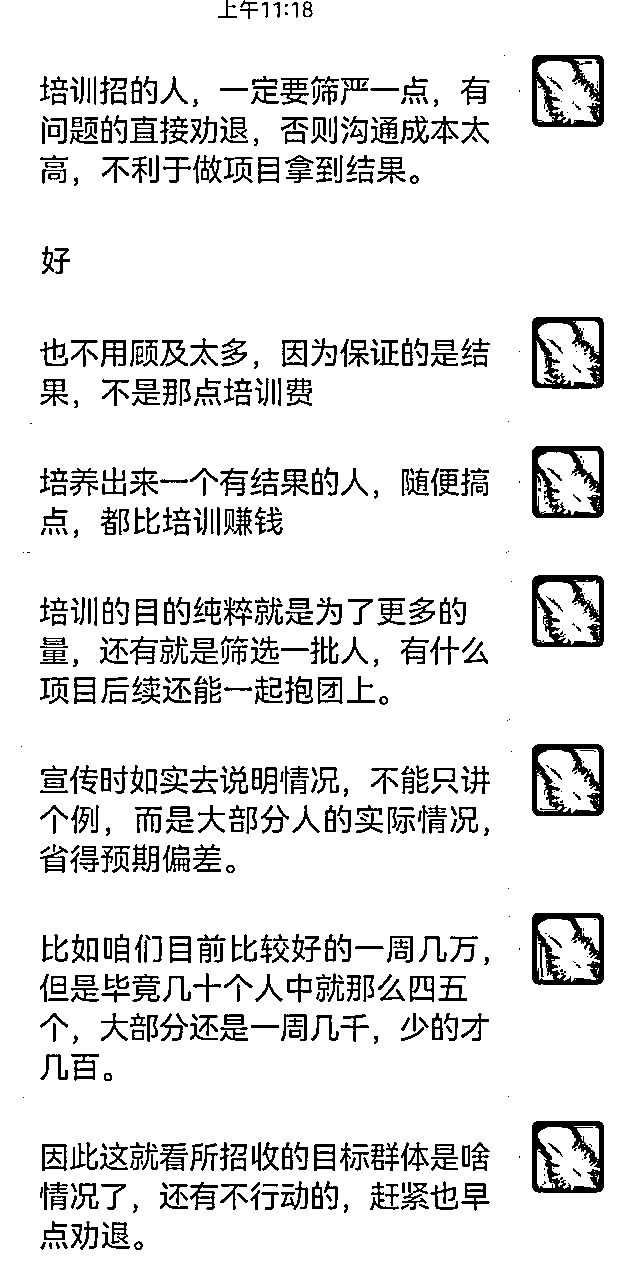 上午11:18
培训招的人，一定要筛严一点，有
问题的直接劝退，否则沟通成本太
高，不利于做项目拿到结果。
好
也不用顾及太多，因为保证的是结
果，不是那点培训费
培养出来一个有结果的人，随便搞
点，都比培训赚钱
培训的目的纯粹就是为了更多的
量，还有就是筛选一批人，有什么
项目后续还能一起抱团上。
宣传时如实去说明情况，不能只讲
个例，而是大部分人的实际情况，
省得预期偏差。
比如咱们目前比较好的一周几万，
但是毕竟几十个人中就那么四五
个，大部分还是一周几千，少的才
几百。
因此这就看所招收的目标群体是啥
情况了，还有不行动的，赶紧也早
点劝退。